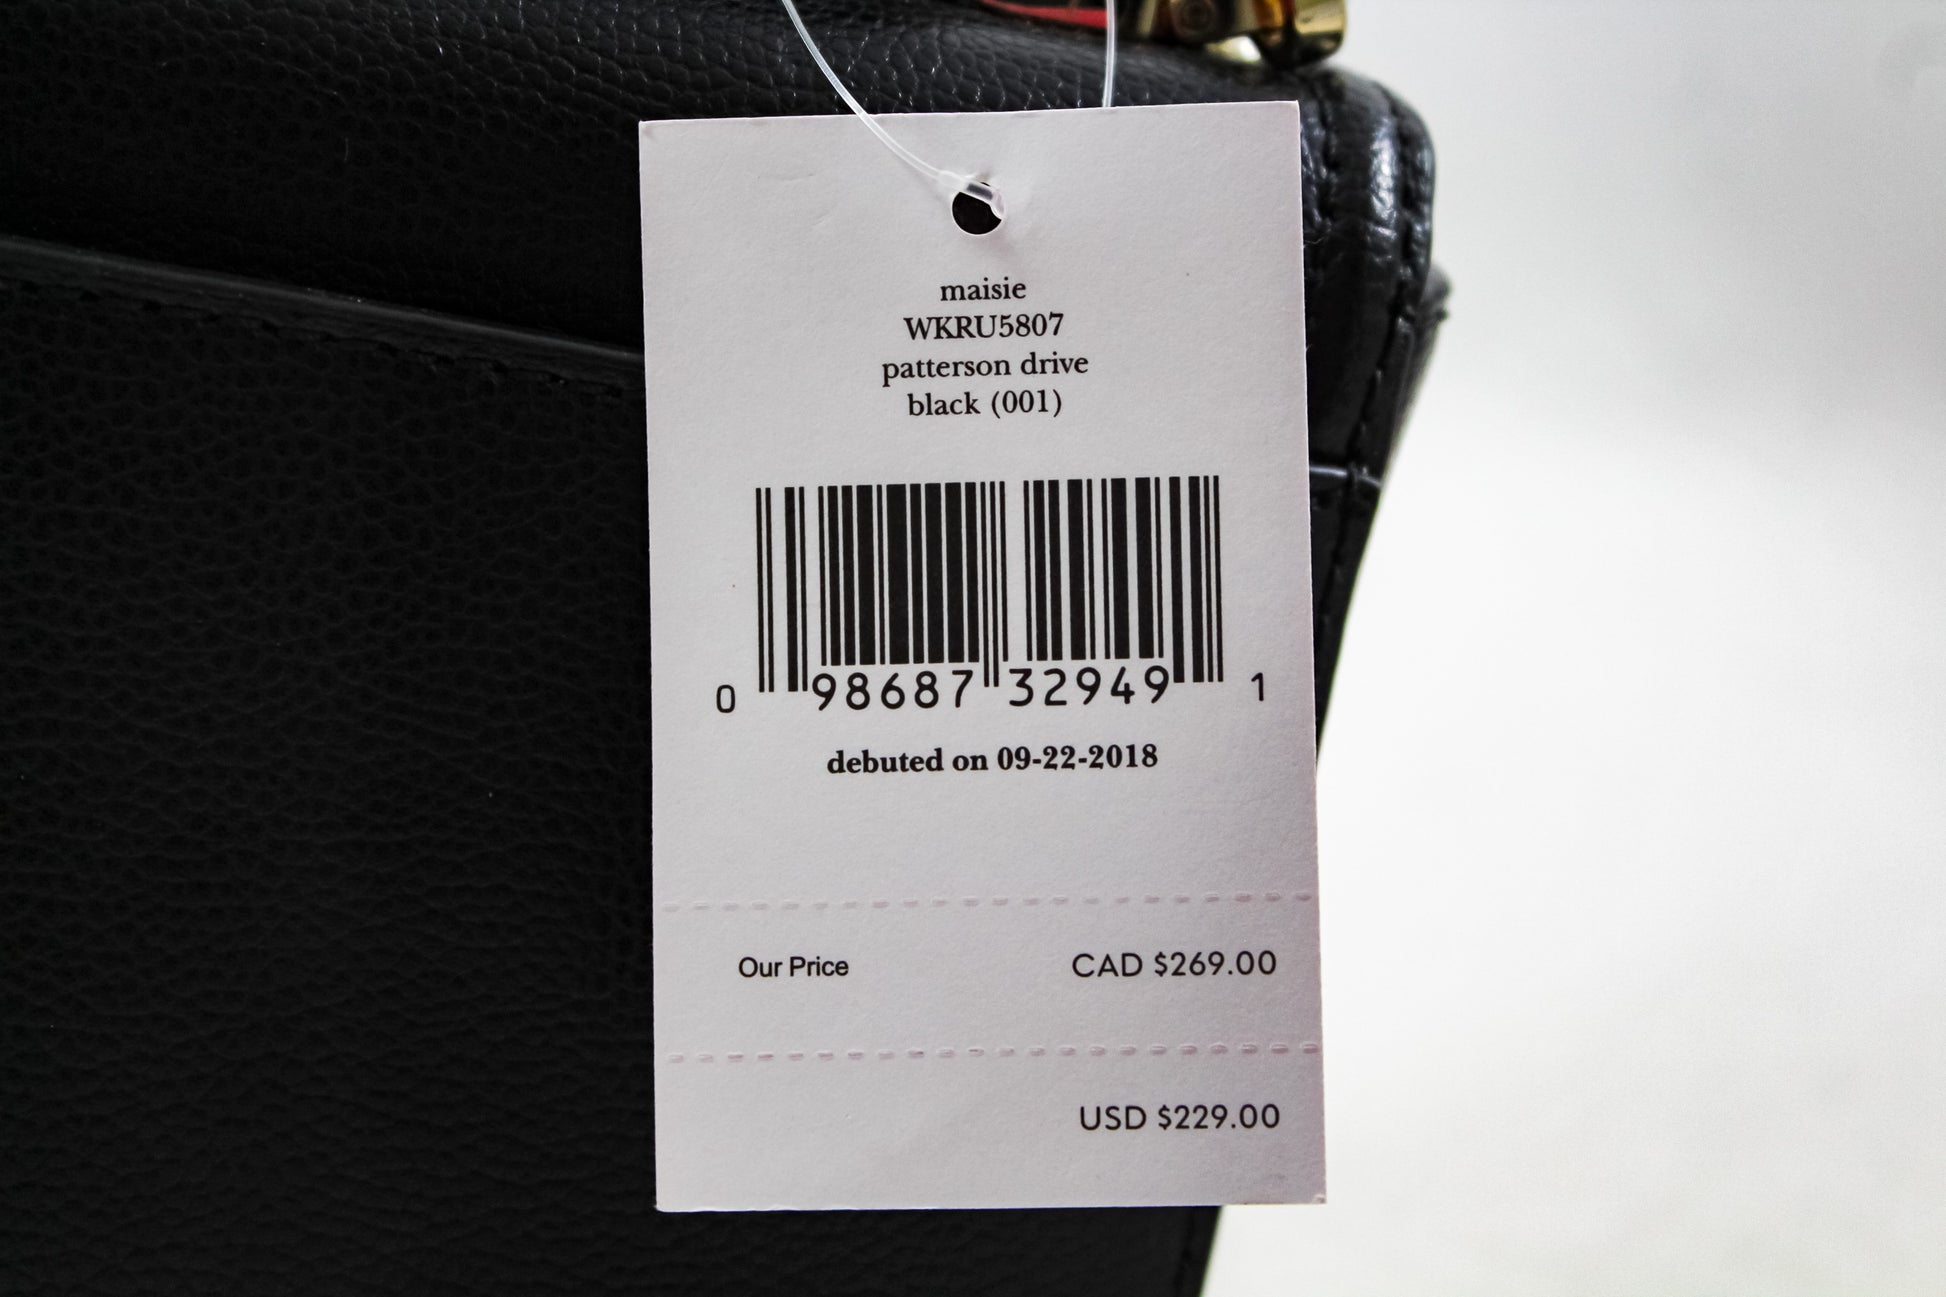 maisie
WKRU5807
patterson drive
black (001)
0 98687 32949 1
debuted on 09-22-2018
Our Price CAD $269.00
USD $229.00